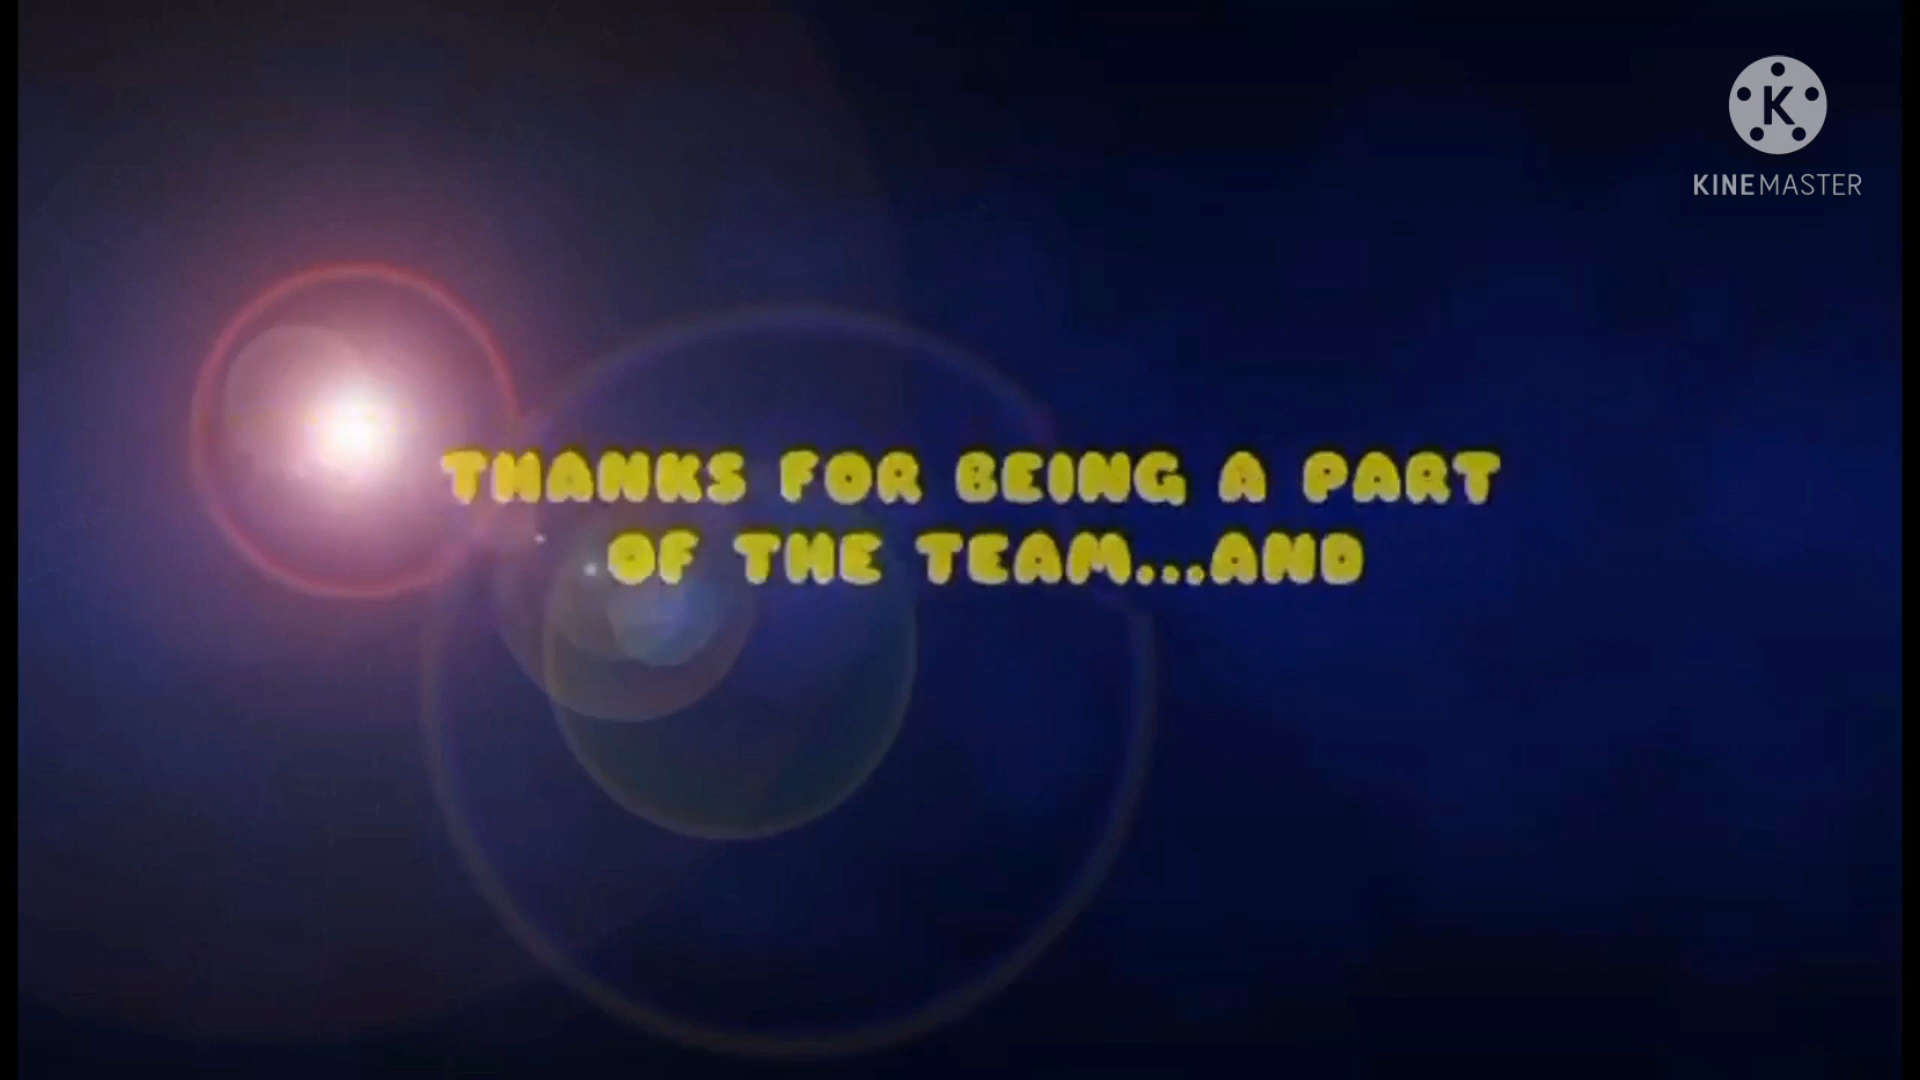 K
KINEMASTER
THANKS FOR BEING A PART
OF THE TEAM...AND